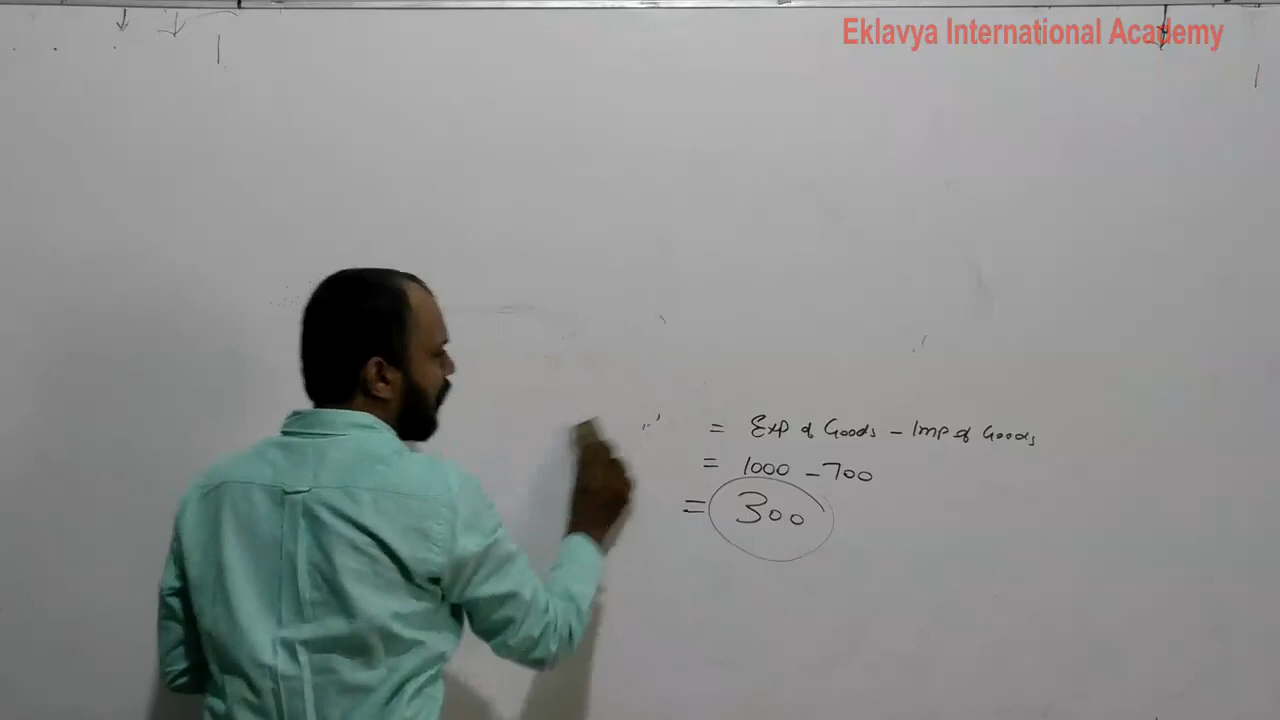 Eklavya International Academy
= Exp of Goods - Imp of Goods
= 1000 - 700
= 300